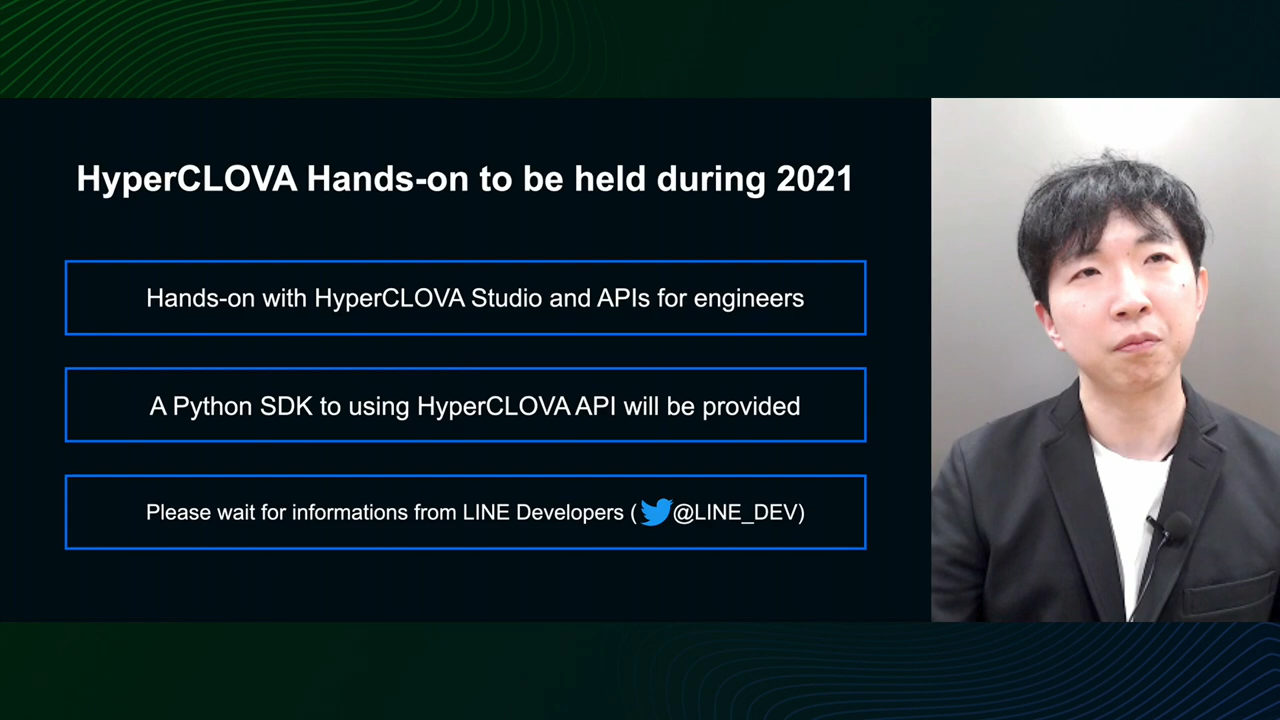 HyperCLOVA Hands-on to be held during 2021
Hands-on with HyperCLOVA Studio and APIs for engineers
A Python SDK to using HyperCLOVA API will be provided
Please wait for informations from LINE Developers (@LINE_DEV)